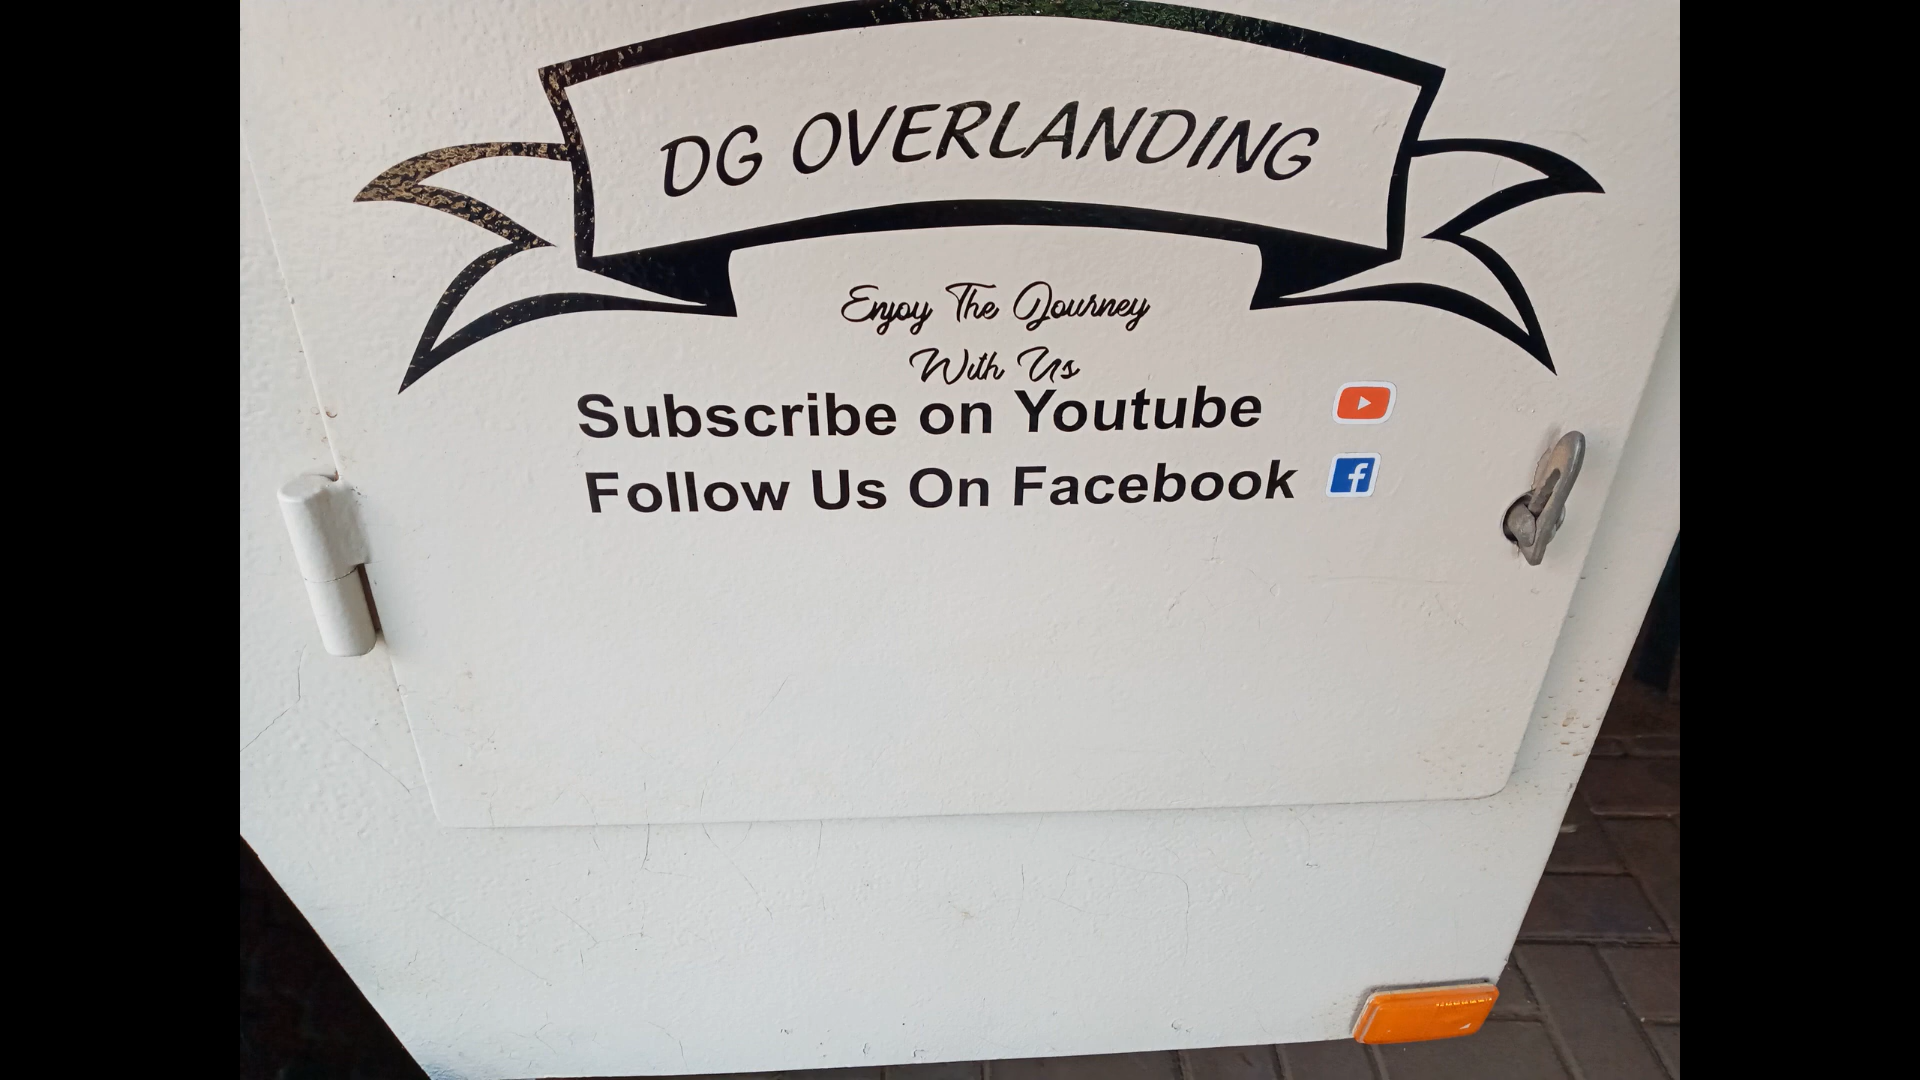 DG OVERLANDING
Enjoy The Journey
With Us
Subscribe on Youtube
Follow Us On Facebook